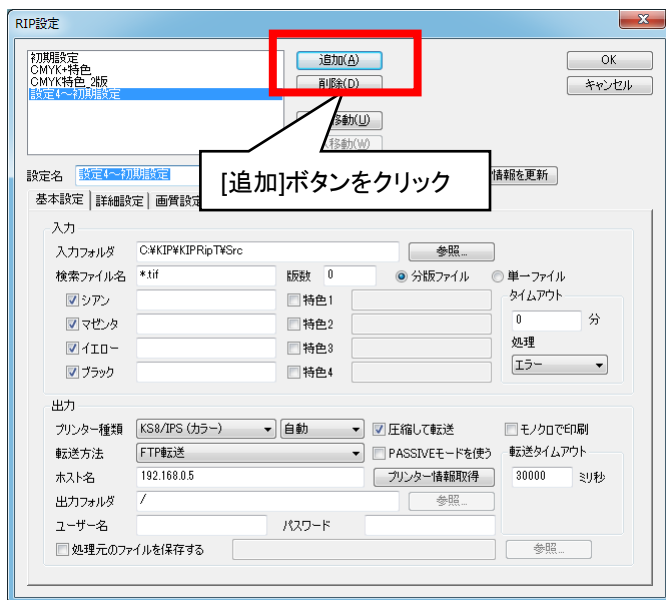 RIP設定
初期設定
CMYK+特色
CMYK特色_2版
設定4～初期設定
追加(A)
削除(D)
移動(U)
移動(W)
OK
キャンセル
[追加]ボタンをクリック
設定名 設定4～初期設定 情報を更新
基本設定 詳細設定 画質設定
入力
入力フォルダ C:¥KIP¥KIPRipT¥Src 参照...
検索ファイル名 *.tif 版数 0 分版ファイル 単一ファイル
シアン 特色1 タイムアウト
マゼンタ 特色2 0 分
イエロー 特色3 処理
ブラック 特色4 エラー
出力
プリンター種類 KS8/IPS (カラー) 自動 圧縮して転送 モノクロで印刷
転送方法 FTP転送 PASSIVEモードを使う 転送タイムアウト
ホスト名 192.168.0.5 プリンター情報取得 30000 ミリ秒
出力フォルダ / 参照...
ユーザー名 パスワード
処理元のファイルを保存する 参照...